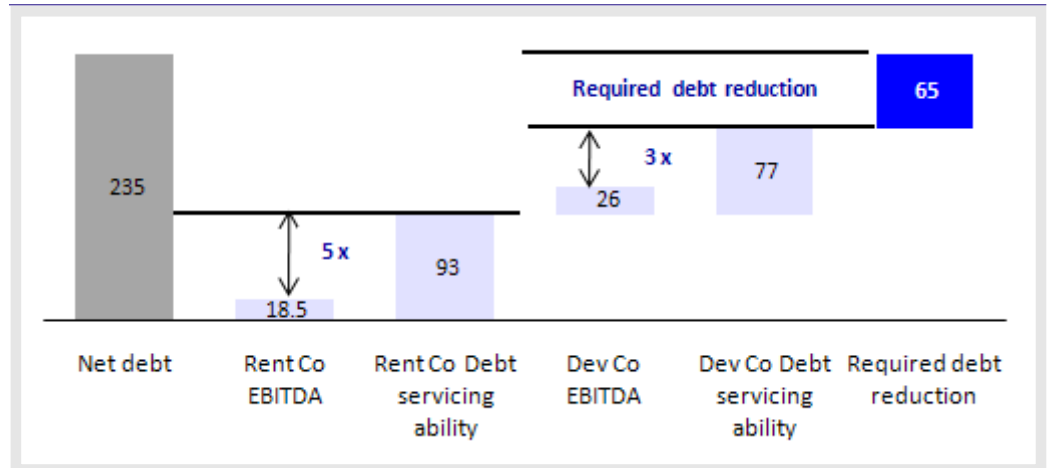 Required debt reduction
65
3 x
77
235
26
5 x
93
18.5
Net debt
Rent Co
EBITDA
Rent Co Debt
servicing
ability
Dev Co
EBITDA
Dev Co Debt
servicing
ability
Required debt
reduction